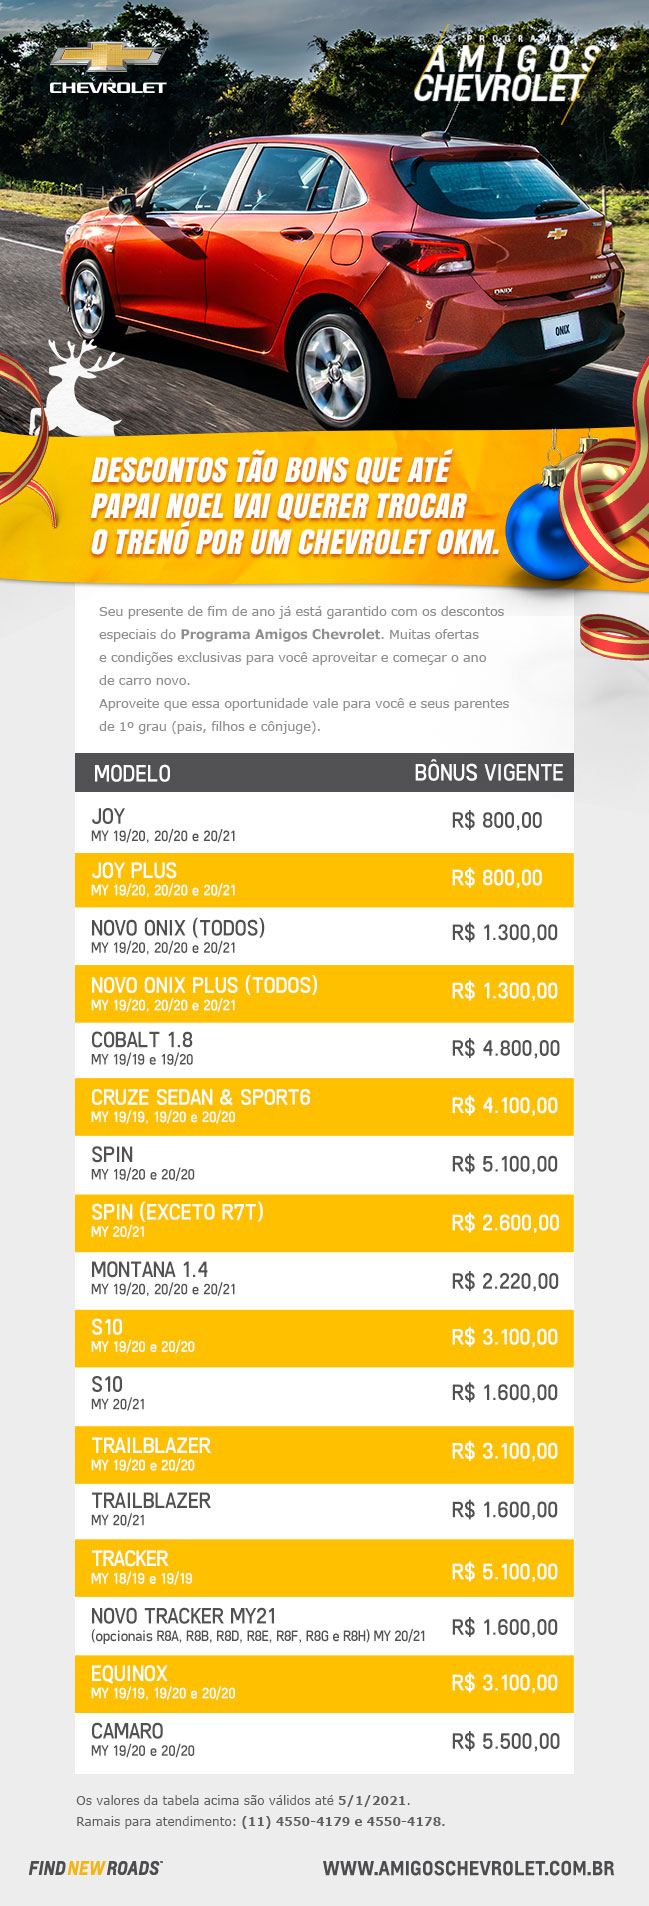 CHEVROLET
PROGRAMA
AMIGOS
CHEVROLET
ONIX
PREMIER
ONIX
DESCONTOS TÃO BONS QUE ATÉ
PAPAI NOEL VAI QUERER TROCAR
O TRENÓ POR UM CHEVROLET 0KM.
Seu presente de fim de ano já está garantido com os descontos
especiais do Programa Amigos Chevrolet. Muitas ofertas
e condições exclusivas para você aproveitar e começar o ano
de carro novo.
Aproveite que essa oportunidade vale para você e seus parentes
de 1º grau (pais, filhos e cônjuge).
MODELO BÔNUS VIGENTE
JOY R$ 800,00
MY 19/20, 20/20 e 20/21
JOY PLUS R$ 800,00
MY 19/20, 20/20 e 20/21
NOVO ONIX (TODOS) R$ 1.300,00
MY 19/20, 20/20 e 20/21
NOVO ONIX PLUS (TODOS) R$ 1.300,00
MY 19/20, 20/20 e 20/21
COBALT 1.8 R$ 4.800,00
MY 19/19 e 19/20
CRUZE SEDAN & SPORT6 R$ 4.100,00
MY 19/19, 19/20 e 20/20
SPIN R$ 5.100,00
MY 19/20 e 20/20
SPIN (EXCETO R7T) R$ 2.600,00
MY 20/21
MONTANA 1.4 R$ 2.220,00
MY 19/20, 20/20 e 20/21
S10 R$ 3.100,00
MY 19/20 e 20/20
S10 R$ 1.600,00
MY 20/21
TRAILBLAZER R$ 3.100,00
MY 19/20 e 20/20
TRAILBLAZER R$ 1.600,00
MY 20/21
TRACKER R$ 5.100,00
MY 18/19 e 19/19
NOVO TRACKER MY21 R$ 1.600,00
(opcionais R8A, R8B, R8D, R8E, R8F, R8G e R8H) MY 20/21
EQUINOX R$ 3.100,00
MY 19/19, 19/20 e 20/20
CAMARO R$ 5.500,00
MY 19/20 e 20/20
Os valores da tabela acima são válidos até 5/1/2021.
Ramais para atendimento: (11) 4550-4179 e 4550-4178.
FIND NEW ROADS™ WWW.AMIGOSCHEVROLET.COM.BR